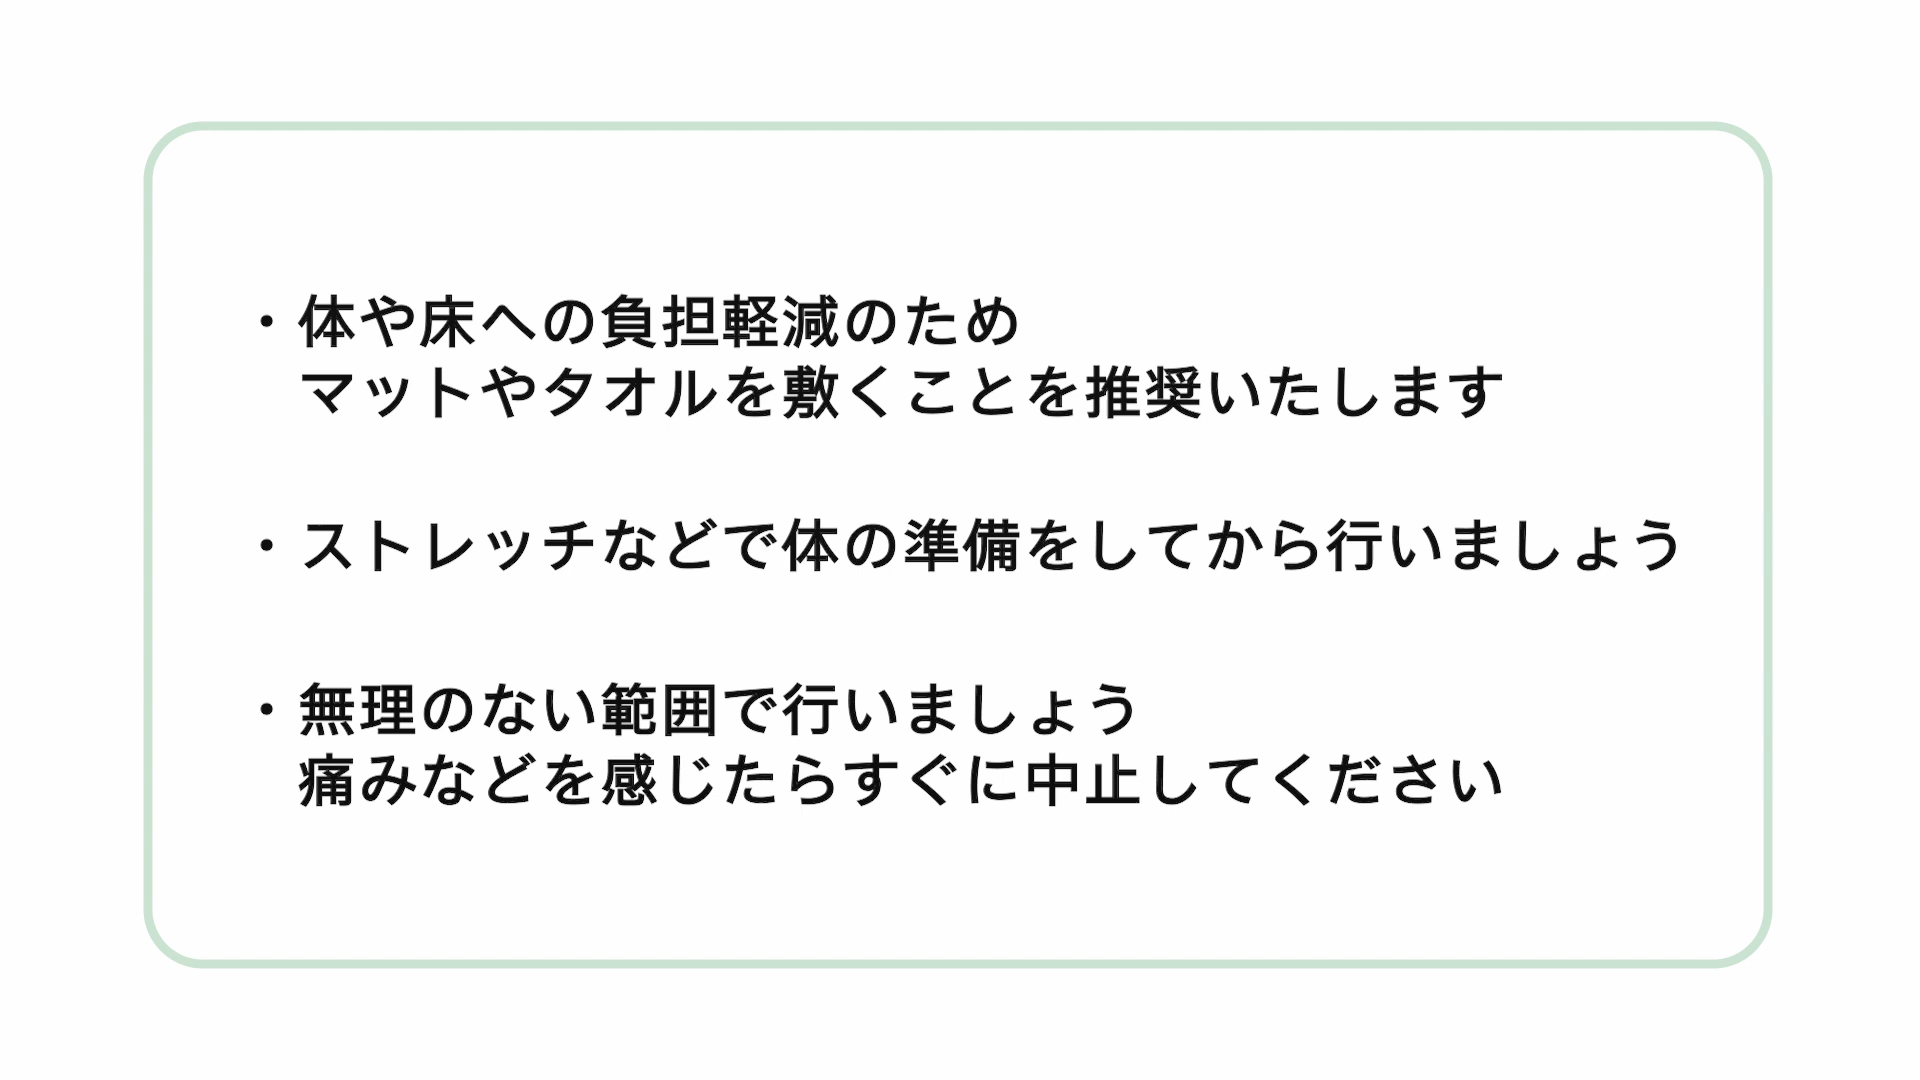 ・体や床への負担軽減のため
マットやタオルを敷くことを推奨いたします
・ストレッチなどで体の準備をしてから行いましょう
・無理のない範囲で行いましょう
痛みなどを感じたらすぐに中止してください